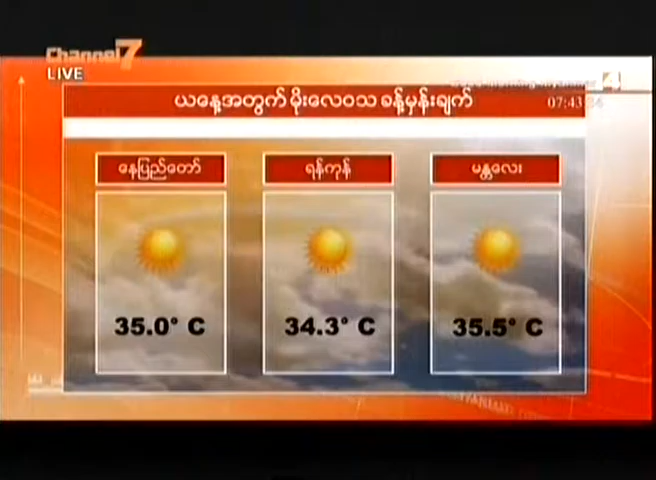 Channel 7
LIVE
4
ယနေ့အတွက် မိုးလေဝသ ခန့်မှန်းချက်
07:43
နေပြည်တော်
ရန်ကုန်
မန္တလေး
35.0° C
34.3° C
35.5° C